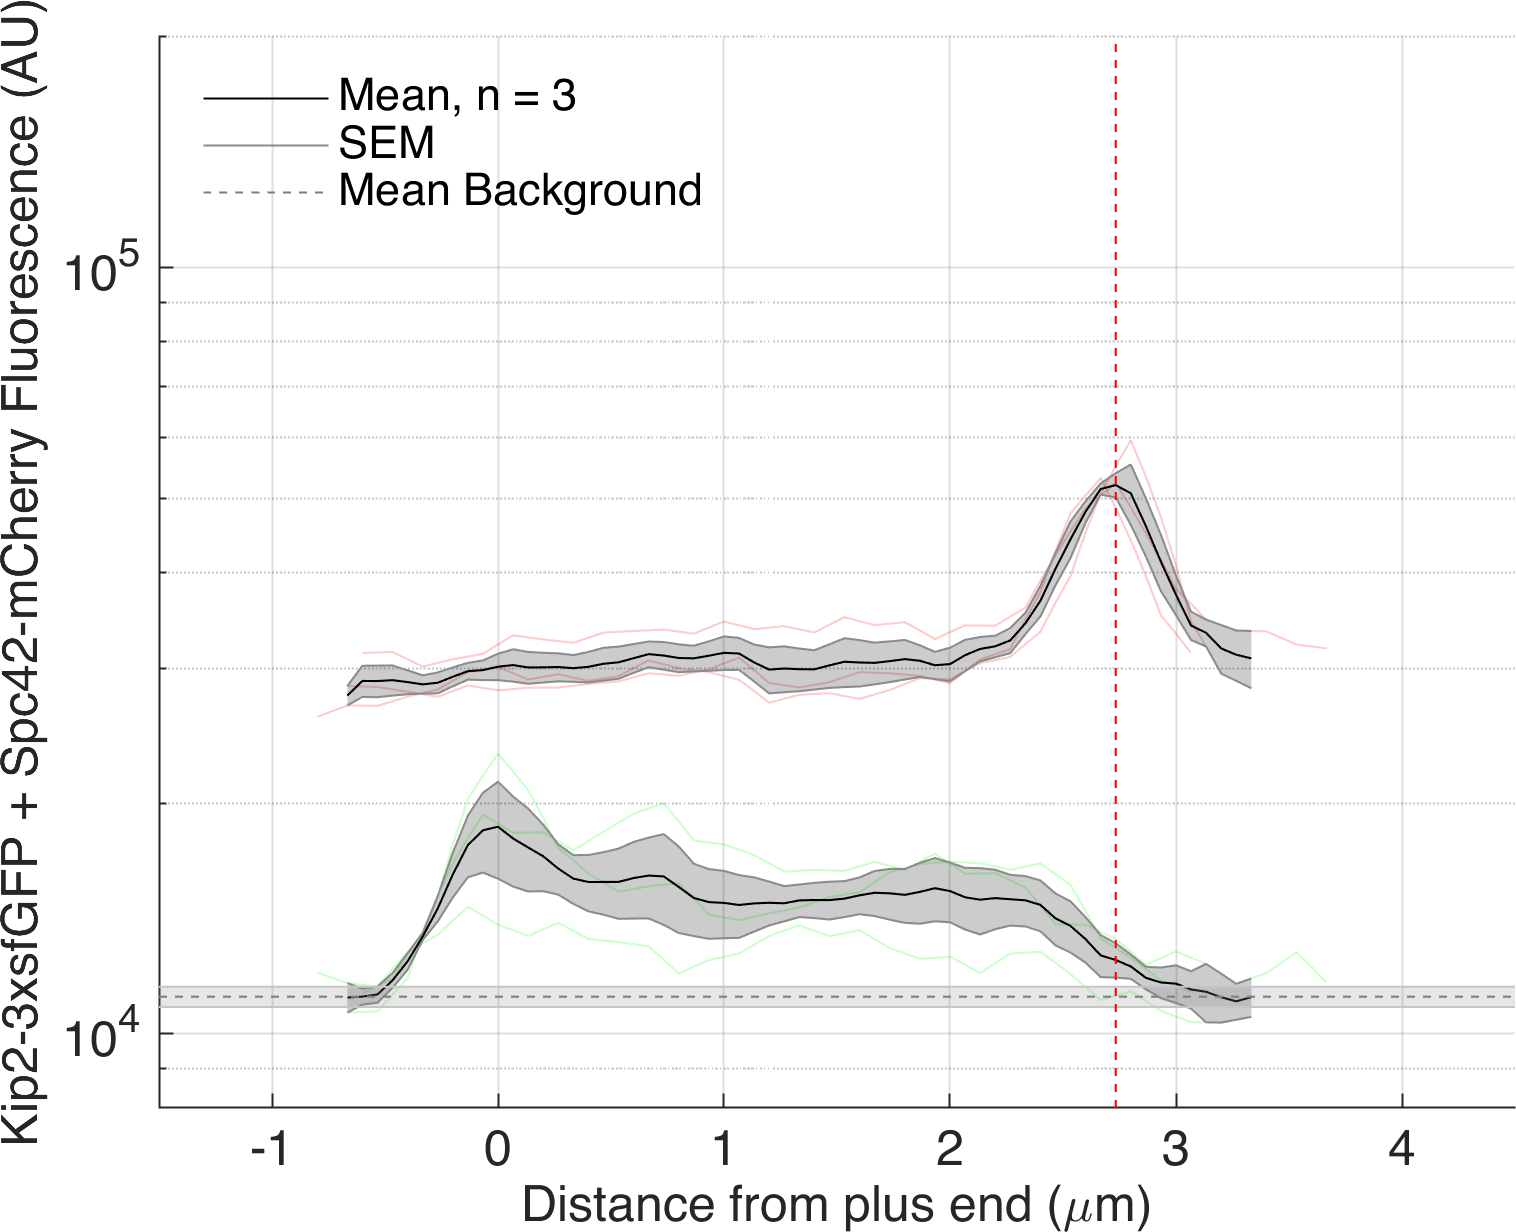 Kip2-3xsfGFP + Spc42-mCherry Fluorescence (AU)
Mean, n = 3
SEM
Mean Background
10^5
10^4
-1 0 1 2 3 4
Distance from plus end (μm)